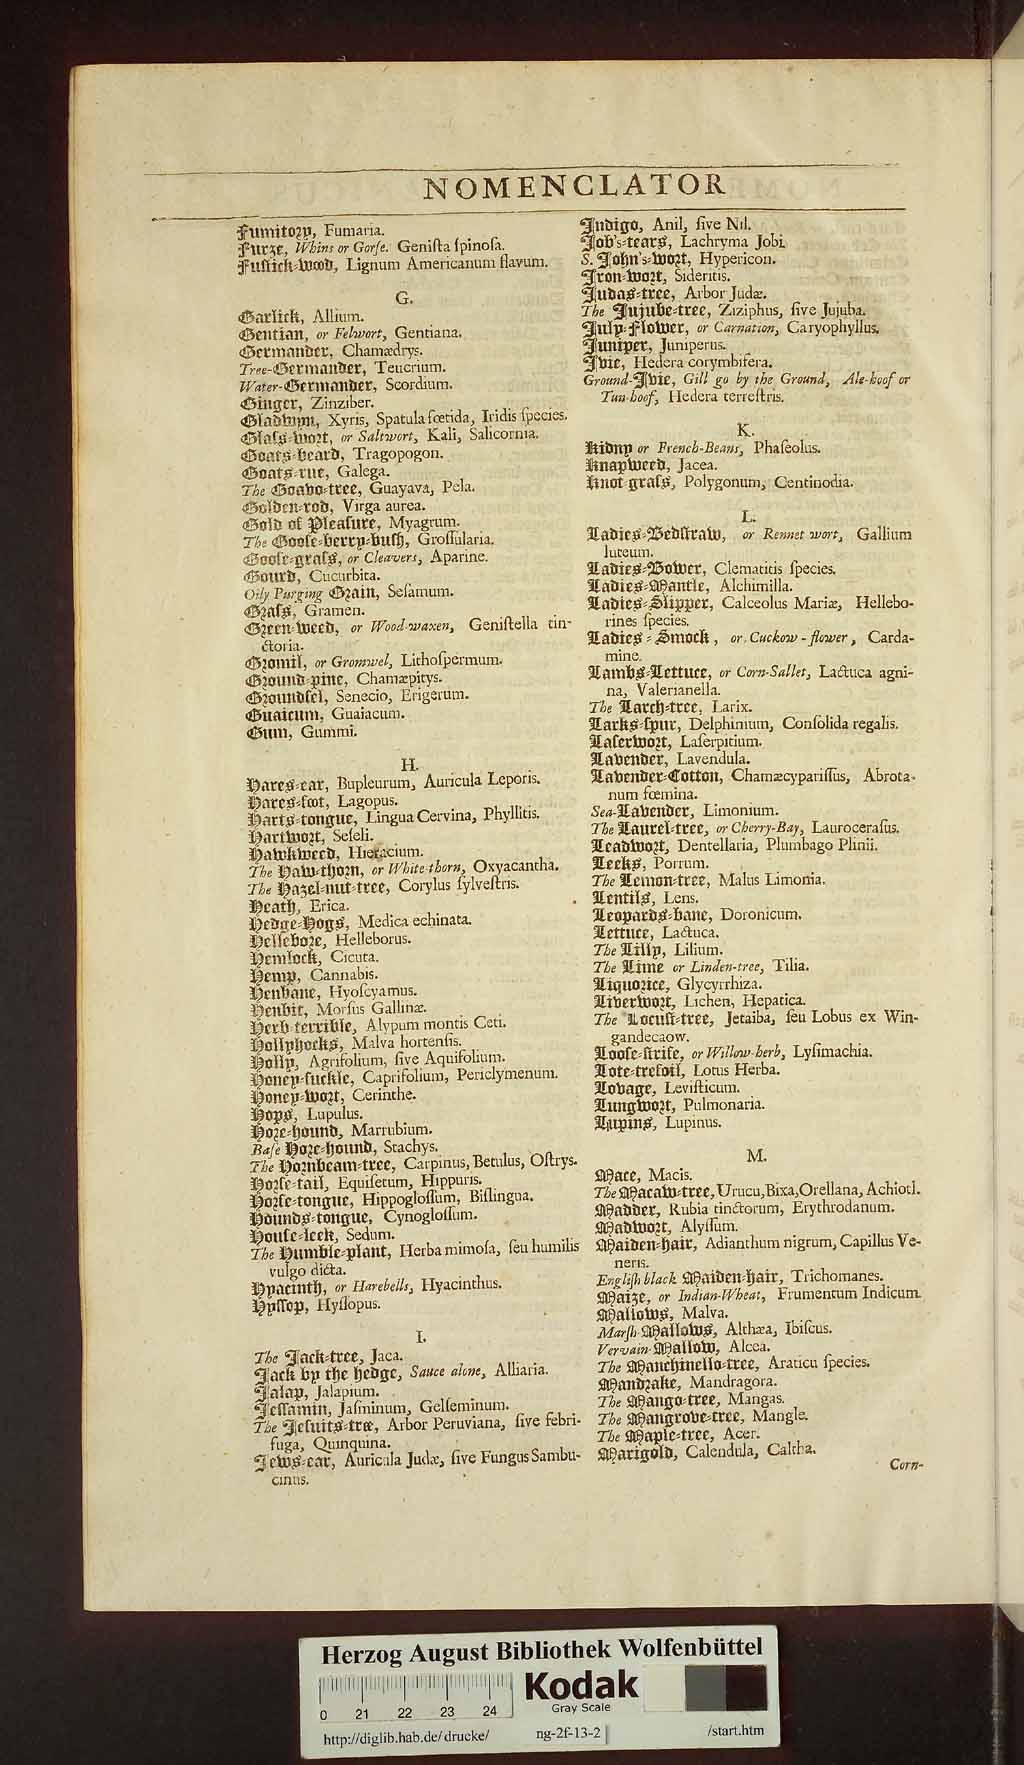 NOMENCLATOR
Fumitory, Fumaria.
Furze, Whins or Gorſe. Geniſta ſpinoſa.
Fuſtick-wood, Lignum Americanum flavum.
G.
Garlick, Allium.
Gentian, or Felwort, Gentiana.
Germander, Chamædrys.
Tree-Germander, Teucrium.
Water-Germander, Scordium.
Ginger, Zinziber.
Gladwyn, Xyris, Spatula fœtida, Iridis ſpecies.
Glaſs-wort, or Saltwort, Kali, Salicornia.
Goats-beard, Tragopogon.
Goats-rue, Galega.
The Goavo-tree, Guayava, Pela.
Golden-rod, Virga aurea.
Gold of Pleaſure, Myagrum.
The Gooſe-berry-buſh, Groſſularia.
Gooſe-graſs, or Cleavers, Aparine.
Gourd, Cucurbita.
Oily Purging Grain, Seſamum.
Graſs, Gramen.
Green-weed, or Wood-waxen, Geniſtella tin-
ctoria.
Gromil, or Gromwel, Lithoſpermum.
Ground-pine, Chamæpitys.
Groundſel, Senecio, Erigerum.
Guaicum, Guaiacum.
Gum, Gummi.
H.
Hares-ear, Bupleurum, Auricula Leporis.
Hares-foot, Lagopus.
Harts-tongue, Lingua Cervina, Phyllitis.
Hartwort, Seſeli.
Hawkweed, Hieracium.
The Haw-thorn, or White-thorn, Oxyacantha.
The Hazel-nut-tree, Corylus ſylveſtris.
Heath, Erica.
Hedge-Hogs, Medica echinata.
Hellebore, Helleborus.
Hemlock, Cicuta.
Hemp, Cannabis.
Henbane, Hyoſcyamus.
Henbit, Morſus Gallinæ.
Herb-terrible, Alypum montis Ceti.
Hollyhocks, Malva hortenſis.
Holly, Agrifolium, ſive Aquifolium.
Honey-ſuckle, Caprifolium, Periclymenum.
Honey-wort, Cerinthe.
Hops, Lupulus.
Hore-hound, Marrubium.
Baſe Hore-hound, Stachys.
The Hornbeam-tree, Carpinus, Betulus, Oſtrys.
Horſe-tail, Equiſetum, Hippuris.
Horſe-tongue, Hippogloſſum, Biſlingua.
Hounds-tongue, Cynogloſſum.
Houſe-leek, Sedum.
The Humble-plant, Herba mimoſa, ſeu humilis
vulgo dicta.
Hyacinth, or Harebells, Hyacinthus.
Hyſſop, Hyſſopus.
I.
The Jack-tree, Jaca.
Jack by the hedge, Sauce alone, Alliaria.
Jalap, Jalapium.
Jeſſamin, Jaſminum, Gelſeminum.
The Jeſuits-tree, Arbor Peruviana, ſive febri-
fuga, Quinquina.
Jews-ear, Auricula Judæ, ſive Fungus Sambu-
cinus.
Indigo, Anil, ſive Nil.
Job's-tears, Lachryma Jobi.
S. John's-wort, Hypericon.
Iron-wort, Sideritis.
Judas-tree, Arbor Judæ.
The Jujube-tree, Ziziphus, ſive Jujuba.
July-Flower, or Carnation, Caryophyllus.
Juniper, Juniperus.
Ivie, Hedera corymbifera.
Ground-Ivie, Gill go by the Ground, Ale-hoof or
Tun-hoof, Hedera terreſtris.
K.
Kidny or French-Beans, Phaſeolus.
Knapweed, Jacea.
Knot-graſs, Polygonum, Centinodia.
L.
Ladies-Bedſtraw, or Rennet wort, Gallium
luteum.
Ladies-Bower, Clematitis ſpecies.
Ladies-Mantle, Alchimilla.
Ladies-Slipper, Calceolus Mariæ, Hellebo-
rines ſpecies.
Ladies-Smock, or Cuckow-flower, Carda-
mine.
Lambs-Lettuce, or Corn-Sallet, Lactuca agni-
na, Valerianella.
The Larch-tree, Larix.
Larks-ſpur, Delphinium, Conſolida regalis.
Laſerwort, Laſerpitium.
Lavender, Lavendula.
Lavender-Cotton, Chamæcypariſſus, Abrota-
num fœmina.
Sea-Lavender, Limonium.
The Laurel-tree, or Cherry-Bay, Lauroceraſus.
Leadwort, Dentellaria, Plumbago Plinii.
Leeks, Porrum.
The Lemon-tree, Malus Limonia.
Lentils, Lens.
Leopards-bane, Doronicum.
Lettuce, Lactuca.
The Lilly, Lilium.
The Lime or Linden-tree, Tilia.
Liquorice, Glycyrrhiza.
Liverwort, Lichen, Hepatica.
The Locuſt-tree, Jetaiba, ſeu Lobus ex Win-
gandecaow.
Looſe-ſtrife, or Willow-herb, Lyſimachia.
Lote-trefoil, Lotus Herba.
Lovage, Leviſticum.
Lungwort, Pulmonaria.
Lupins, Lupinus.
M.
Mace, Macis.
The Macaw-tree, Urucu, Bixa, Orellana, Achiotl.
Madder, Rubia tinctorum, Erythrodanum.
Madwort, Alyſſum.
Maiden-hair, Adianthum nigrum, Capillus Ve-
neris.
Engliſh black Maiden-hair, Trichomanes.
Maize, or Indian-Wheat, Frumentum Indicum.
Mallows, Malva.
Marſh-Mallows, Althæa, Ibiſcus.
Vervain-Mallow, Alcea.
The Manchinello-tree, Araticu ſpecies.
Mandrake, Mandragora.
The Mango-tree, Mangas.
The Mangrove-tree, Mangle.
The Maple-tree, Acer.
Marigold, Calendula, Caltha.
Corn-
Herzog August Bibliothek Wolfenbüttel
Kodak
Gray Scale
0 21 22 23 24
http://diglib.hab.de/drucke/ ng-2f-13-2 /start.htm